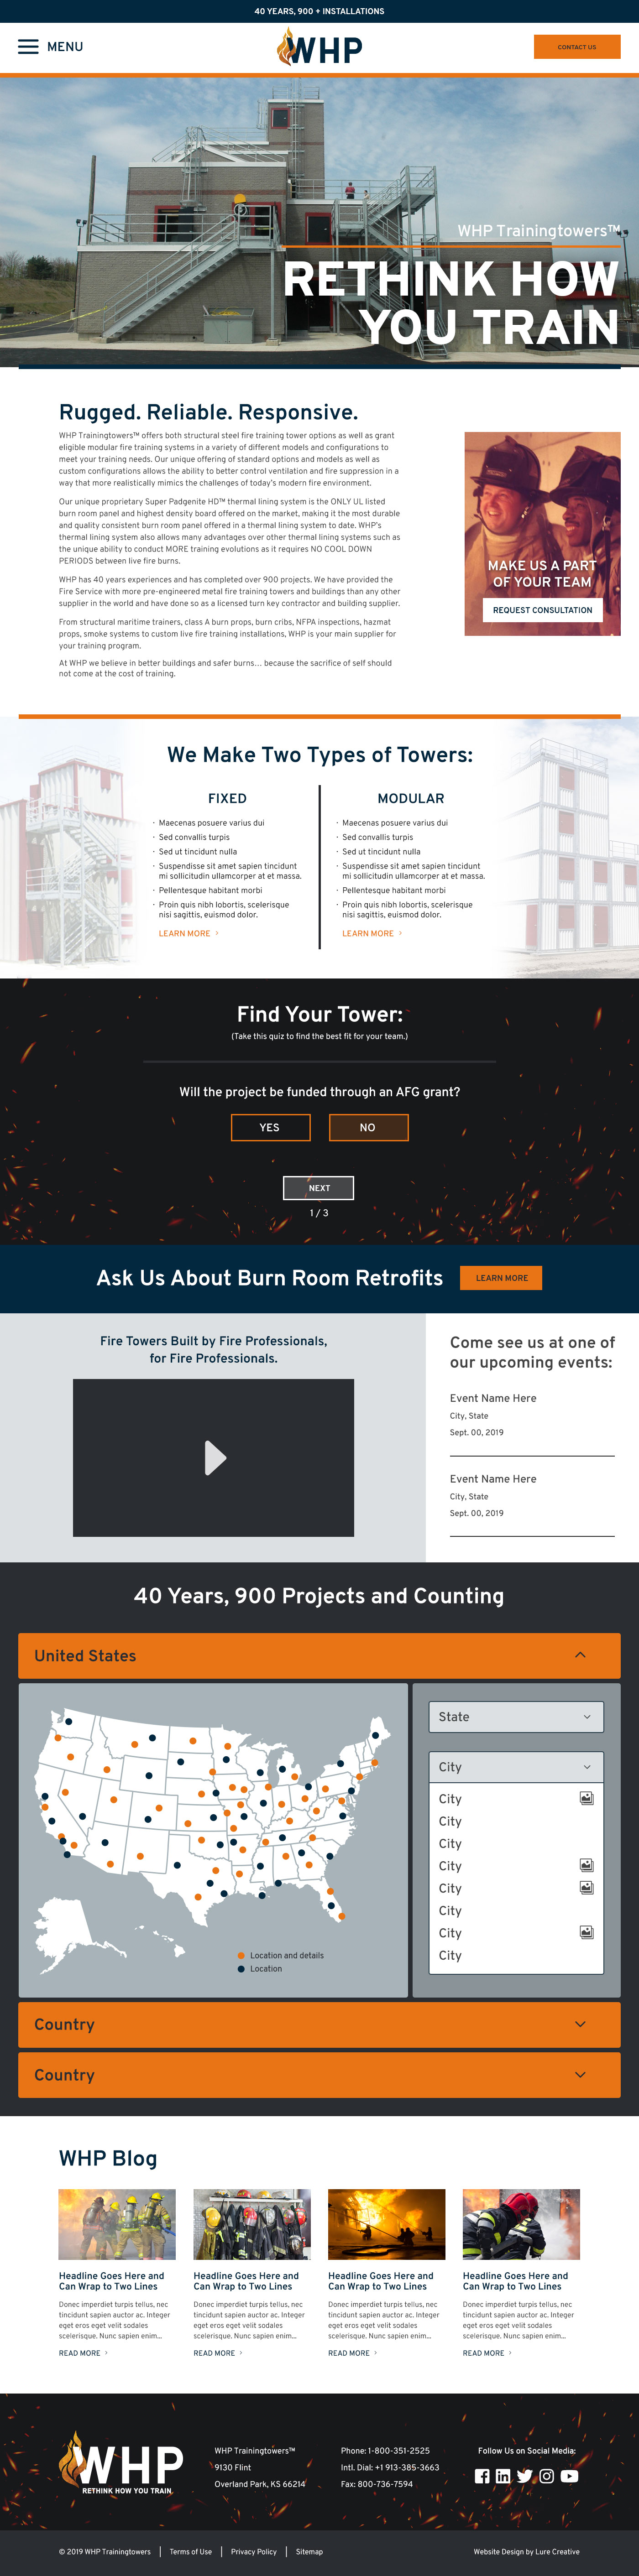 40 YEARS, 900 + INSTALLATIONS
MENU
WHP
CONTACT US
WHP Trainingtowers™
RETHINK HOW
YOU TRAIN
Rugged. Reliable. Responsive.
WHP Trainingtowers™ offers both structural steel fire training tower options as well as grant
eligible modular fire training systems in a variety of different models and configurations to
meet your training needs. Our unique offering of standard options and models as well as
custom configurations allows the ability to better control ventilation and fire suppression in a
way that more realistically mimics the challenges of today's modern fire environment.
Our unique proprietary Super Padgenite HD™ thermal lining system is the ONLY UL listed
burn room panel and highest density board offered on the market, making it the most durable
and quality consistent burn room panel offered in a thermal lining system to date. WHP's
thermal lining system also allows many advantages over other thermal lining systems such as
the unique ability to conduct MORE training evolutions as it requires NO COOL DOWN
PERIODS between live fire burns.
WHP has 40 years experiences and has completed over 900 projects. We have provided the
Fire Service with more pre-engineered metal fire training towers and buildings than any other
supplier in the world and have done so as a licensed turn key contractor and building supplier.
From structural maritime trainers, class A burn props, burn cribs, NFPA inspections, hazmat
props, smoke systems to custom live fire training installations, WHP is your main supplier for
your training program.
At WHP we believe in better buildings and safer burns... because the sacrifice of self should
not come at the cost of training.
MAKE US A PART
OF YOUR TEAM
REQUEST CONSULTATION
We Make Two Types of Towers:
FIXED
· Maecenas posuere varius dui
· Sed convallis turpis
· Sed ut tincidunt nulla
· Suspendisse sit amet sapien tincidunt
mi sollicitudin ullamcorper at et massa.
· Pellentesque habitant morbi
· Proin quis nibh lobortis, scelerisque
nisi sagittis, euismod dolor.
LEARN MORE >
MODULAR
· Maecenas posuere varius dui
· Sed convallis turpis
· Sed ut tincidunt nulla
· Suspendisse sit amet sapien tincidunt
mi sollicitudin ullamcorper at et massa.
· Pellentesque habitant morbi
· Proin quis nibh lobortis, scelerisque
nisi sagittis, euismod dolor.
LEARN MORE >
Find Your Tower:
(Take this quiz to find the best fit for your team.)
Will the project be funded through an AFG grant?
YES
NO
NEXT
1 / 3
Ask Us About Burn Room Retrofits
LEARN MORE
Fire Towers Built by Fire Professionals,
for Fire Professionals.
Come see us at one of
our upcoming events:
Event Name Here
City, State
Sept. 00, 2019
Event Name Here
City, State
Sept. 00, 2019
40 Years, 900 Projects and Counting
United States
Location and details
Location
State
City
City
City
City
City
City
City
City
City
Country
Country
WHP Blog
Headline Goes Here and
Can Wrap to Two Lines
Donec imperdiet turpis tellus, nec
tincidunt sapien auctor ac. Integer
eget eros eget velit sodales
scelerisque. Nunc sapien enim...
READ MORE >
Headline Goes Here and
Can Wrap to Two Lines
Donec imperdiet turpis tellus, nec
tincidunt sapien auctor ac. Integer
eget eros eget velit sodales
scelerisque. Nunc sapien enim...
READ MORE >
Headline Goes Here and
Can Wrap to Two Lines
Donec imperdiet turpis tellus, nec
tincidunt sapien auctor ac. Integer
eget eros eget velit sodales
scelerisque. Nunc sapien enim...
READ MORE >
Headline Goes Here and
Can Wrap to Two Lines
Donec imperdiet turpis tellus, nec
tincidunt sapien auctor ac. Integer
eget eros eget velit sodales
scelerisque. Nunc sapien enim...
READ MORE >
WHP
RETHINK HOW YOU TRAIN
WHP Trainingtowers™
9130 Flint
Overland Park, KS 66214
Phone: 1-800-351-2525
Intl. Dial: +1 913-385-3663
Fax: 800-736-7594
Follow Us on Social Media:
© 2019 WHP Trainingtowers | Terms of Use | Privacy Policy | Sitemap
Website Design by Lure Creative